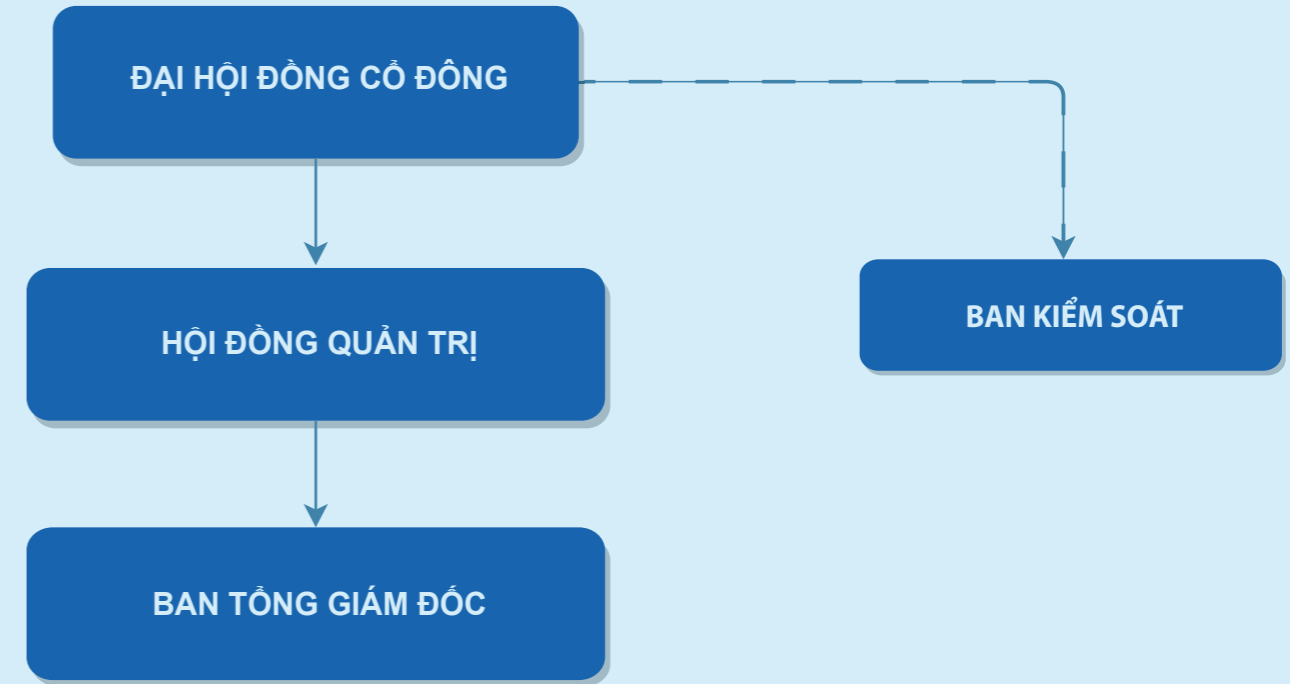 ĐẠI HỘI ĐỒNG CỔ ĐÔNG
HỘI ĐỒNG QUẢN TRỊ
BAN KIỂM SOÁT
BAN TỔNG GIÁM ĐỐC